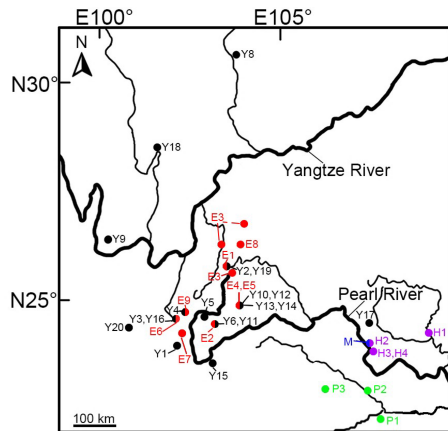 E100°
E105°
N
Y8
N30°
Y18
Yangtze River
Y9
E3
E8
E1
Y2,Y19
E3
E4,E5
Y10,Y12
Pearl River
N25°
E9
Y5
Y13,Y14
Y4
Y17
Y3,Y16
Y6,Y11
H1
Y20
E6
E2
M
H2
Y1
E7
H3,H4
Y15
P3
P2
P1
100 km